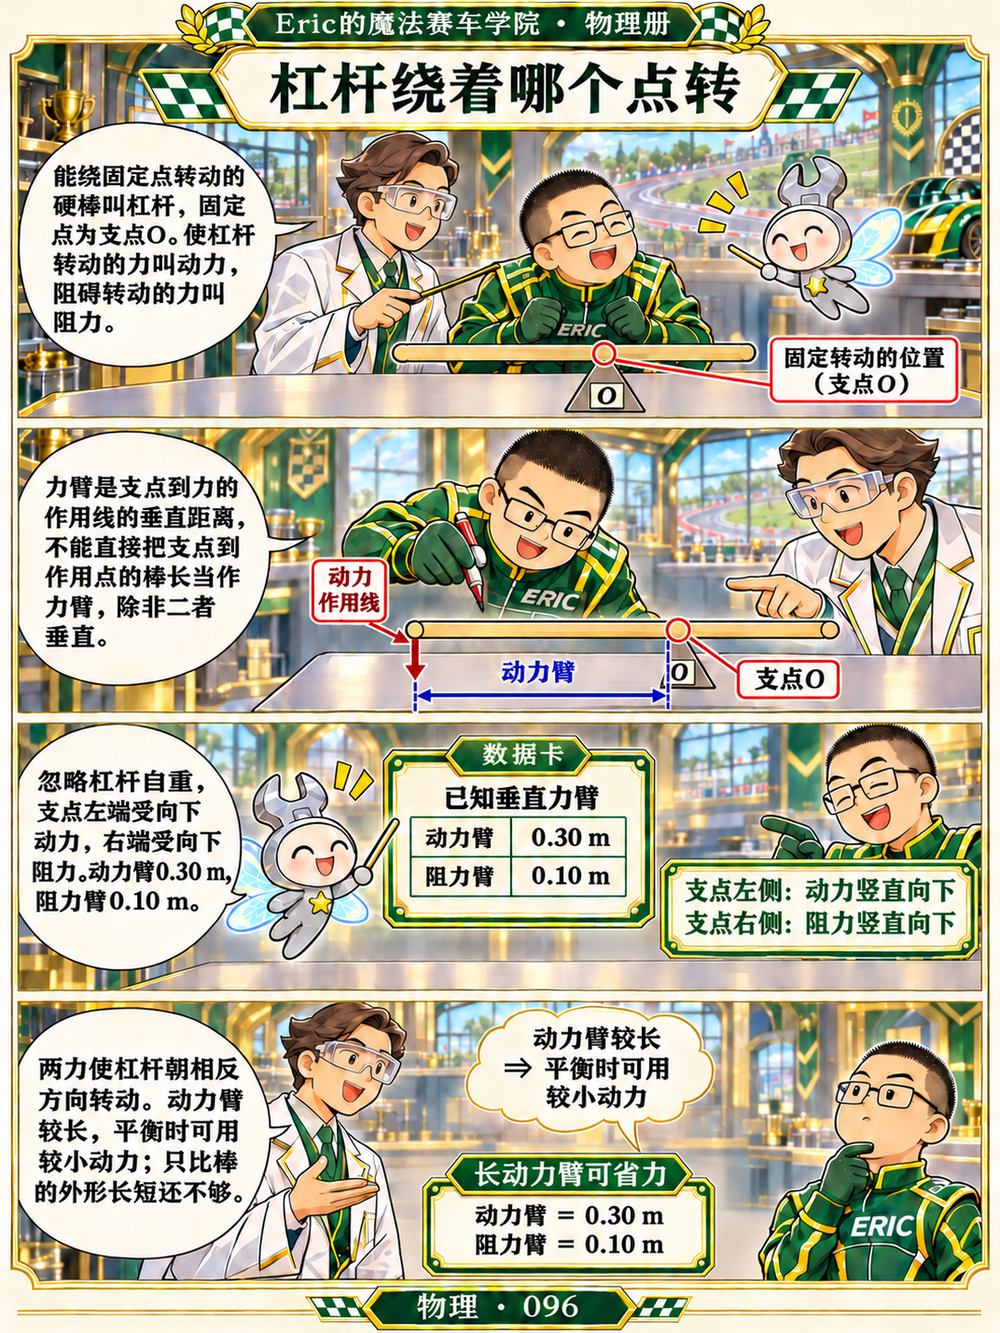 Eric的魔法赛车学院 · 物理册
杠杆绕着哪个点转
能绕固定点转动的
硬棒叫杠杆，固定
点为支点O。使杠杆
转动的力叫动力，
阻碍转动的力叫
阻力。
ERIC
固定转动的位置
（支点O）
O
力臂是支点到力的
作用线的垂直距离，
不能直接把支点到
作用点的棒长当作
力臂，除非二者
垂直。
动力
作用线
ERIC
动力臂
O
支点O
忽略杠杆自重，
支点左端受向下
动力，右端受向下
阻力。动力臂0.30 m，
阻力臂0.10 m。
数据卡
已知垂直力臂
动力臂 0.30 m
阻力臂 0.10 m
支点左侧：动力竖直向下
支点右侧：阻力竖直向下
两力使杠杆朝相反
方向转动。动力臂
较长，平衡时可用
较小动力；只比棒
的外形长短还不够。
动力臂较长
⇒ 平衡时可用
较小动力
长动力臂可省力
动力臂 = 0.30 m
阻力臂 = 0.10 m
ERIC
物理 · 096